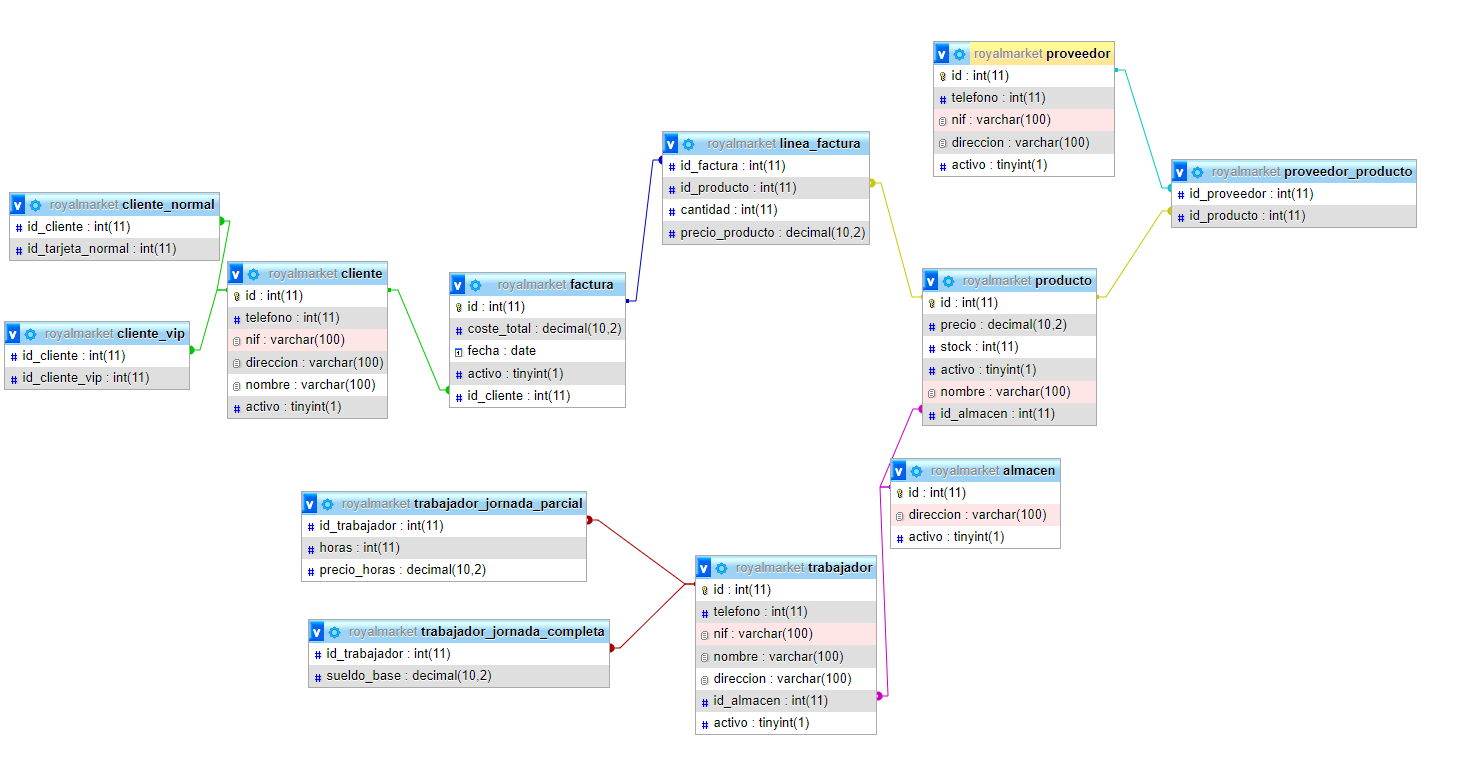 royalmarket proveedor
id : int(11)
telefono : int(11)
nif : varchar(100)
direccion : varchar(100)
activo : tinyint(1)
royalmarket linea_factura
id_factura : int(11)
id_producto : int(11)
cantidad : int(11)
precio_producto : decimal(10,2)
royalmarket proveedor_producto
id_proveedor : int(11)
id_producto : int(11)
royalmarket cliente_normal
id_cliente : int(11)
id_tarjeta_normal : int(11)
royalmarket cliente
id : int(11)
telefono : int(11)
nif : varchar(100)
direccion : varchar(100)
nombre : varchar(100)
activo : tinyint(1)
royalmarket factura
id : int(11)
coste_total : decimal(10,2)
fecha : date
activo : tinyint(1)
id_cliente : int(11)
royalmarket producto
id : int(11)
precio : decimal(10,2)
stock : int(11)
activo : tinyint(1)
nombre : varchar(100)
id_almacen : int(11)
royalmarket cliente_vip
id_cliente : int(11)
id_cliente_vip : int(11)
royalmarket almacen
id : int(11)
direccion : varchar(100)
activo : tinyint(1)
royalmarket trabajador_jornada_parcial
id_trabajador : int(11)
horas : int(11)
precio_horas : decimal(10,2)
royalmarket trabajador
id : int(11)
telefono : int(11)
nif : varchar(100)
nombre : varchar(100)
direccion : varchar(100)
id_almacen : int(11)
activo : tinyint(1)
royalmarket trabajador_jornada_completa
id_trabajador : int(11)
sueldo_base : decimal(10,2)